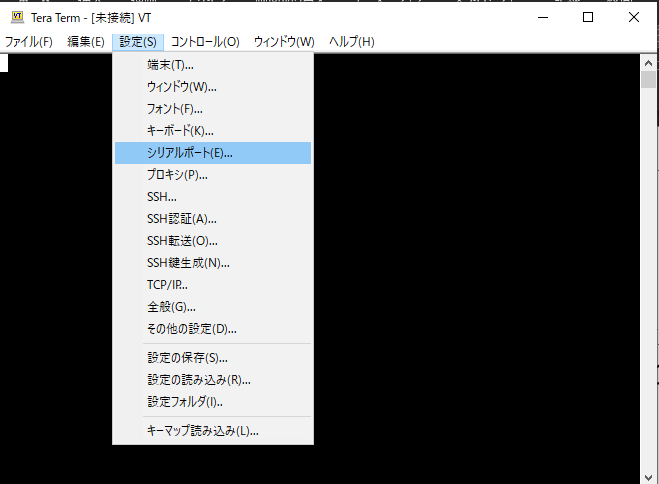 Tera Term - [未接続] VT
ファイル(F) 編集(E) 設定(S) コントロール(O) ウィンドウ(W) ヘルプ(H)
端末(T)...
ウィンドウ(W)...
フォント(F)...
キーボード(K)...
シリアルポート(E)...
プロキシ(P)...
SSH...
SSH認証(A)...
SSH転送(O)...
SSH鍵生成(N)...
TCP/IP...
全般(G)...
その他の設定(D)...
設定の保存(S)...
設定の読み込み(R)...
設定フォルダ(I)..
キーマップ読み込み(L)...